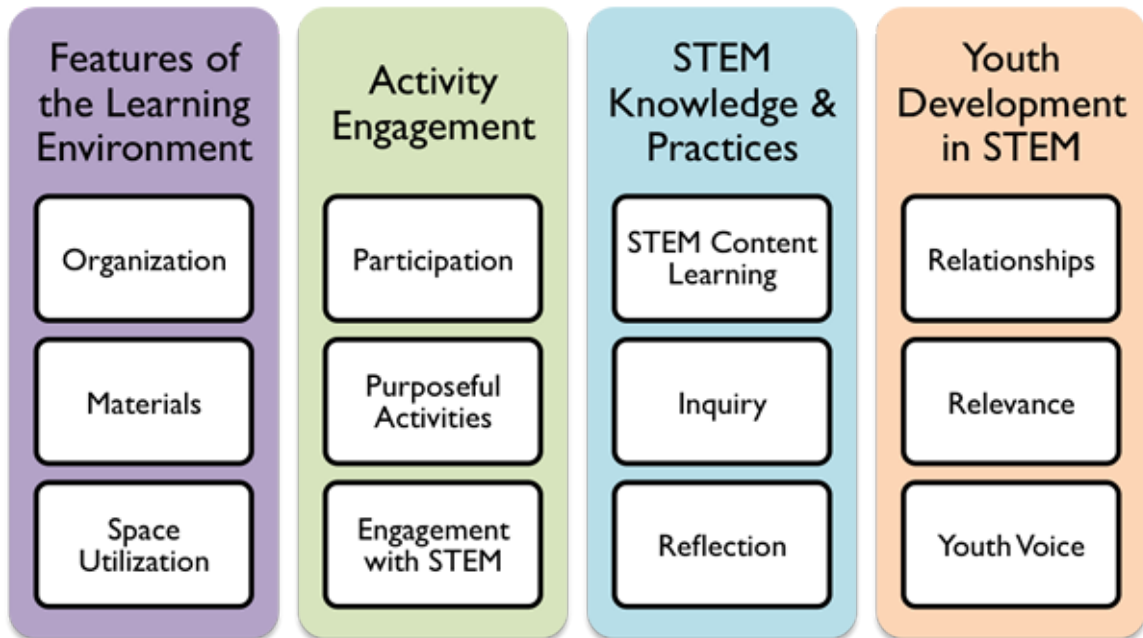 Features of
the Learning
Environment
Organization
Materials
Space
Utilization
Activity
Engagement
Participation
Purposeful
Activities
Engagement
with STEM
STEM
Knowledge &
Practices
STEM Content
Learning
Inquiry
Reflection
Youth
Development
in STEM
Relationships
Relevance
Youth Voice